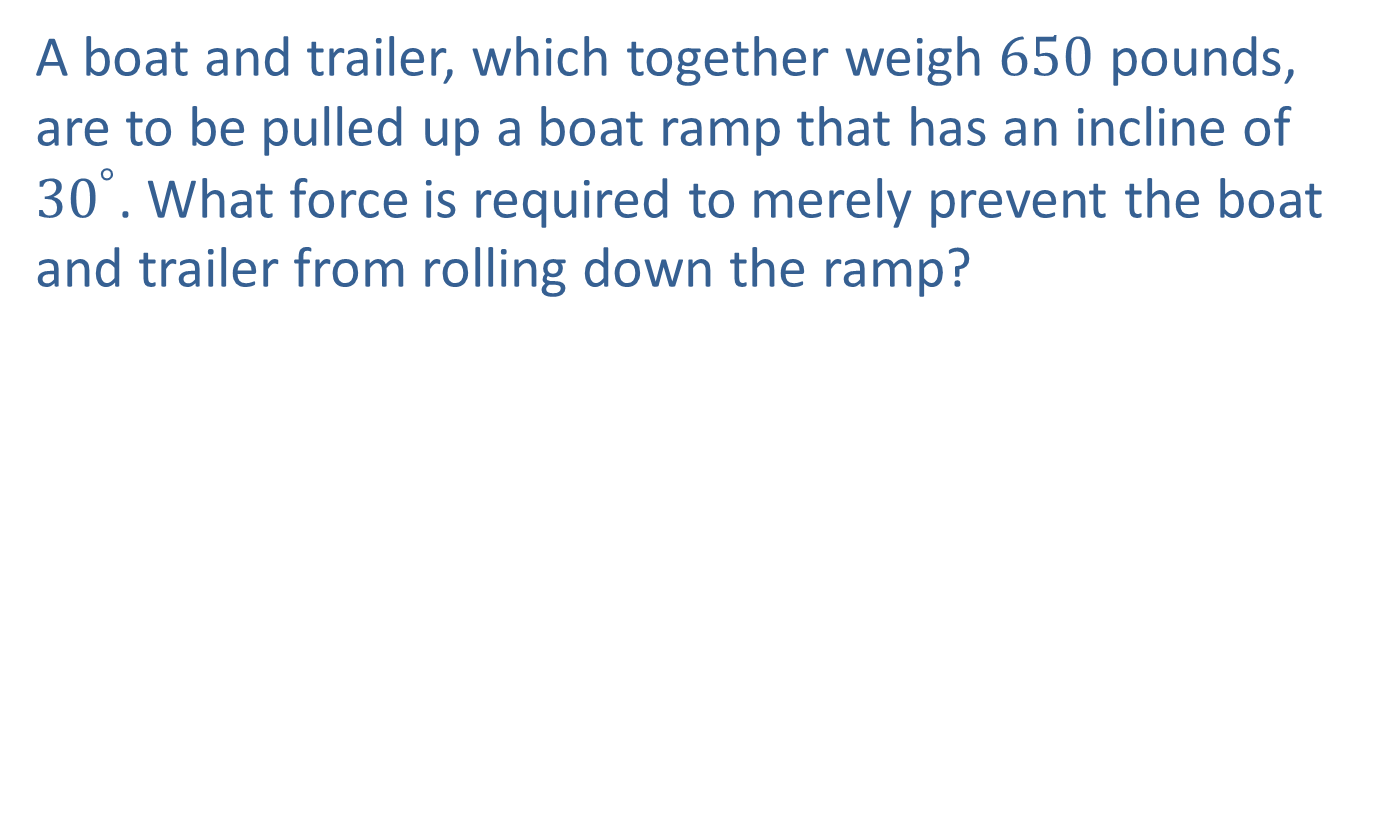 A boat and trailer, which together weigh 650 pounds,
are to be pulled up a boat ramp that has an incline of
30°. What force is required to merely prevent the boat
and trailer from rolling down the ramp?